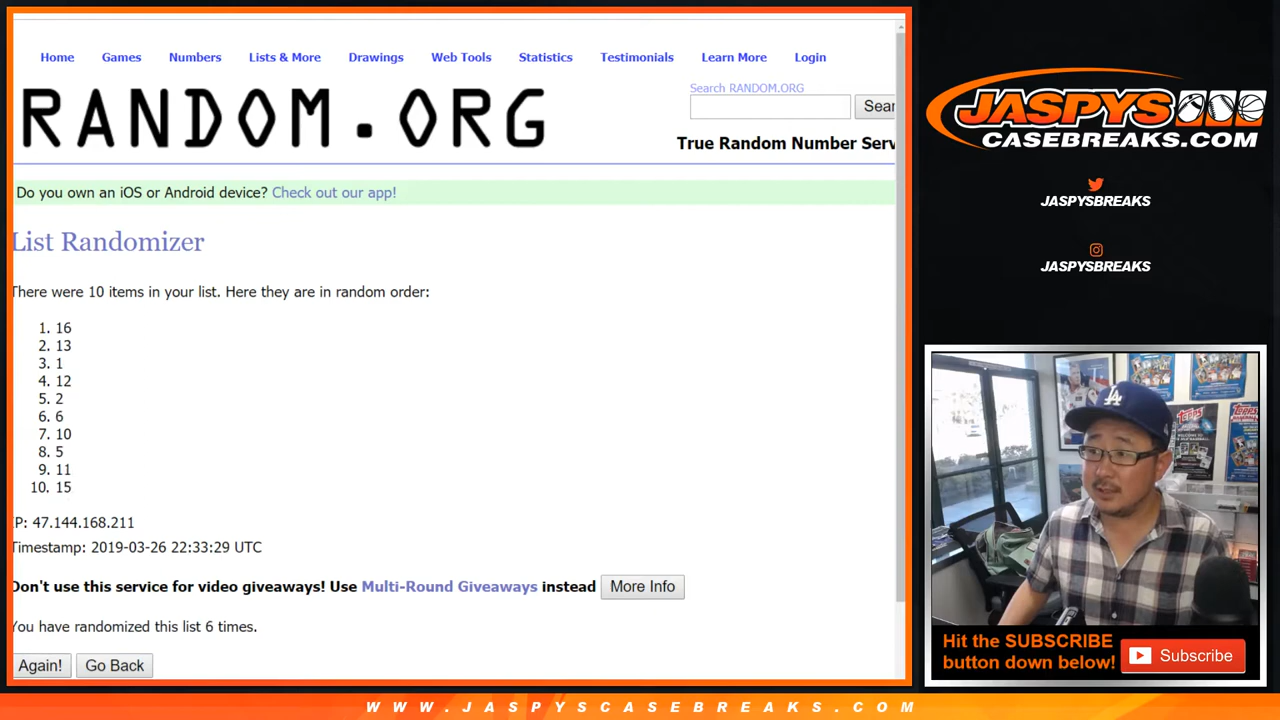 Home Games Numbers Lists & More Drawings Web Tools Statistics Testimonials Learn More Login
Search RANDOM.ORG
RANDOM.ORG
Sear
True Random Number Serv
Do you own an iOS or Android device? Check out our app!
List Randomizer
There were 10 items in your list. Here they are in random order:
1. 16
2. 13
3. 1
4. 12
5. 2
6. 6
7. 10
8. 5
9. 11
10. 15
IP: 47.144.168.211
Timestamp: 2019-03-26 22:33:29 UTC
Don't use this service for video giveaways! Use Multi-Round Giveaways instead More Info
You have randomized this list 6 times.
Again! Go Back
JASPYS
CASEBREAKS.COM
JASPYSBREAKS
JASPYSBREAKS
LA
Topps
Topps
Hit the SUBSCRIBE
button down below!
Subscribe
WWW.JASPYSCASEBREAKS.COM